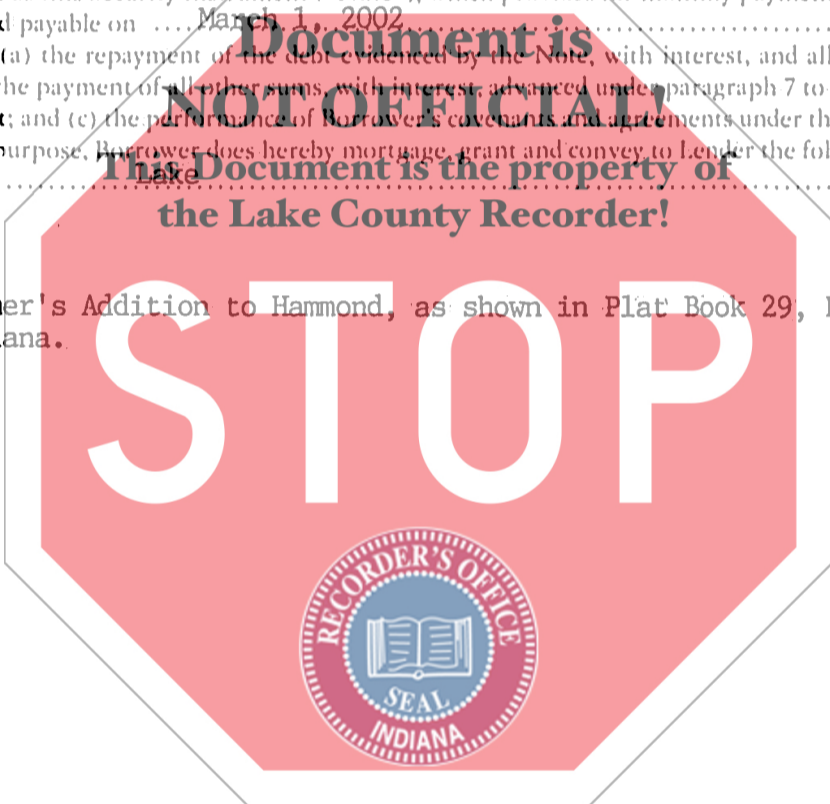 d payable on .... March 1, 2002
Document is
(a) the repayment of the debt evidenced by the Note, with interest, and all
he payment of all other sums, with interest, advanced under paragraph 7 to
NOT OFFICIAL!
t; and (c) the performance of Borrower's covenants and agreements under th
purpose, Borrower does hereby mortgage, grant and convey to Lender the fol
This Document is the property of
Lake
the Lake County Recorder!
er's Addition to Hammond, as shown in Plat Book 29,
ana.
STOP
RECORDER'S OFFICE
SEAL
INDIANA